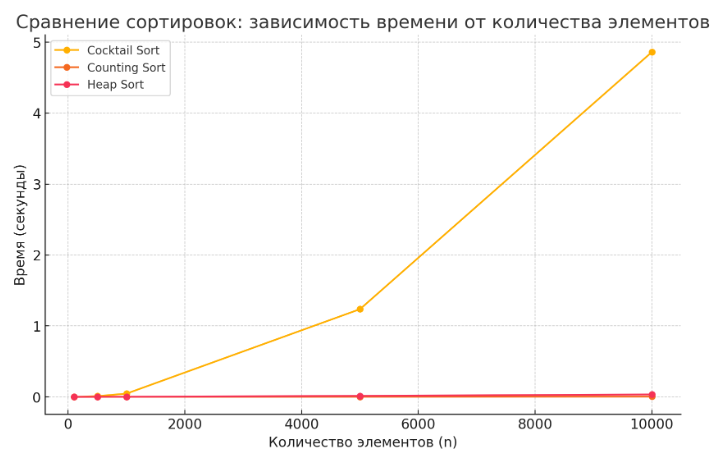 Сравнение сортировок: зависимость времени от количества элементов
Cocktail Sort
Counting Sort
Heap Sort
Время (секунды)
5
4
3
2
1
0
0 2000 4000 6000 8000 10000
Количество элементов (n)